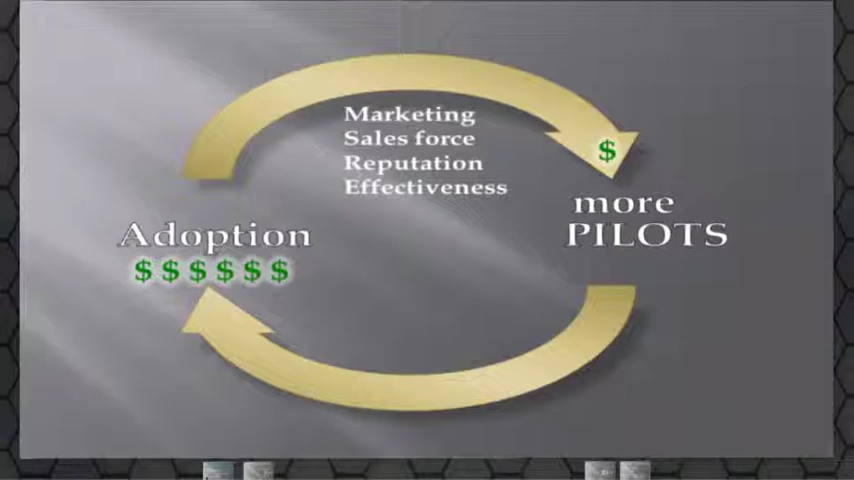 Marketing
Sales force
Reputation
Effectiveness
$
more
PILOTS
Adoption
$$$$$$